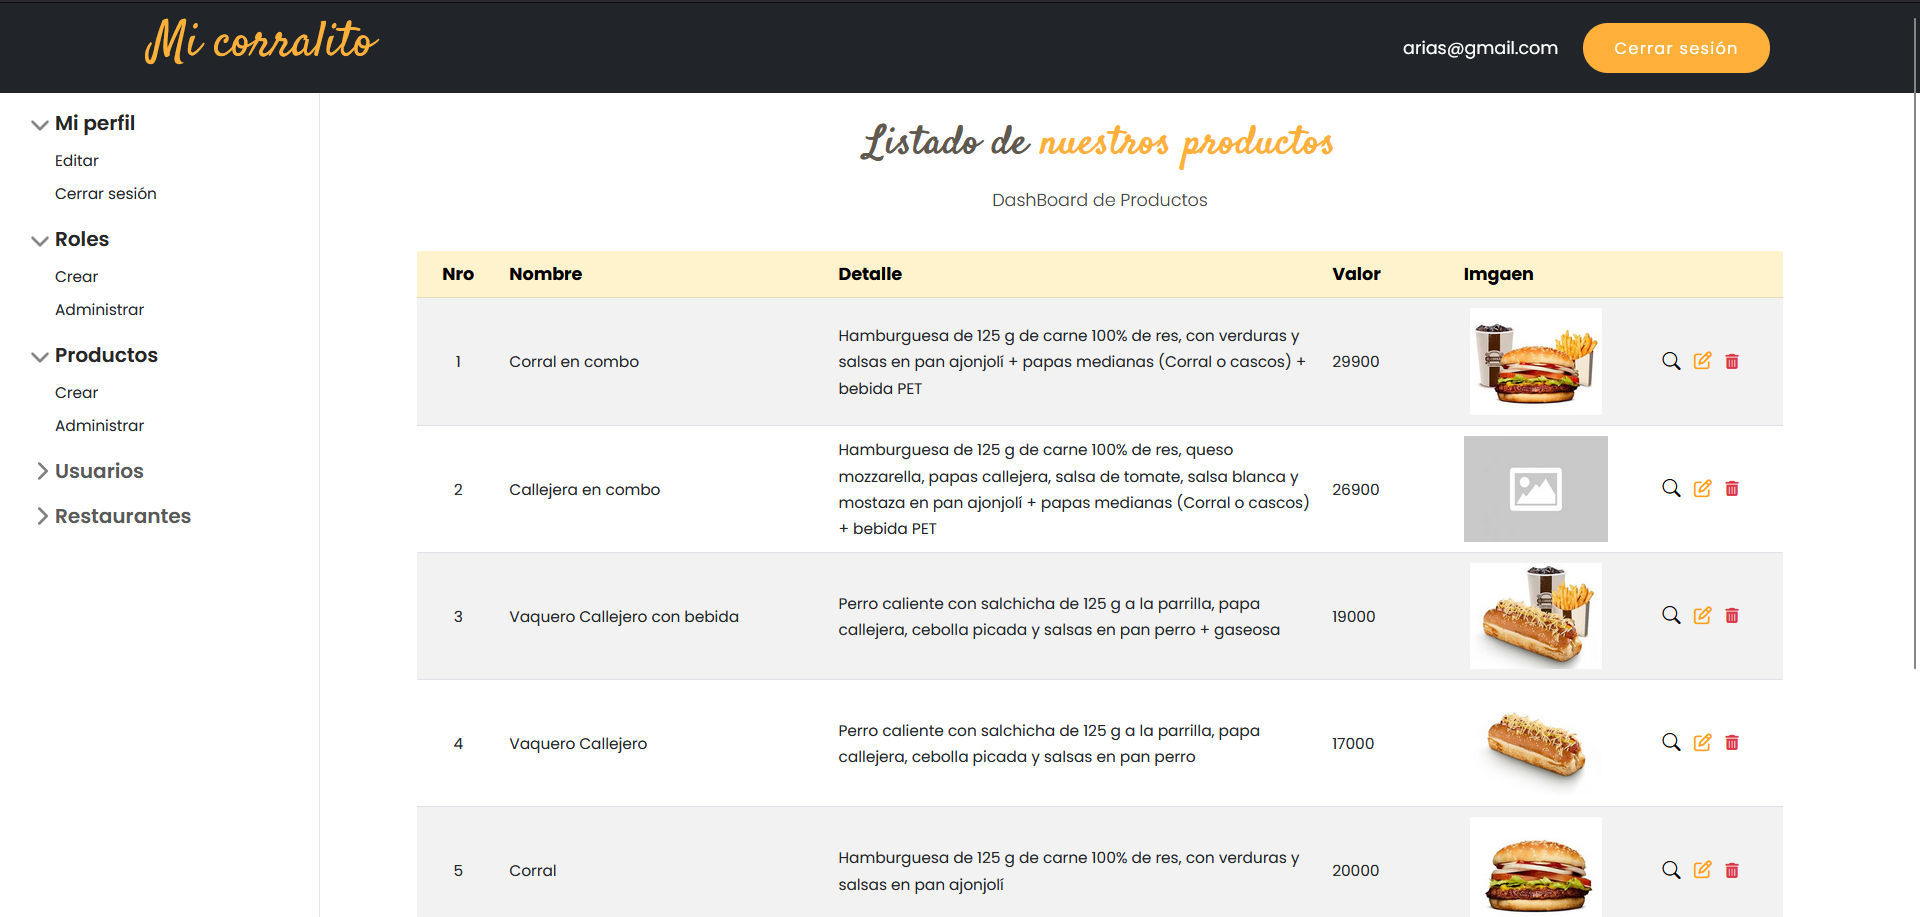 Mi corralito
arias@gmail.com
Cerrar sesión
Mi perfil
Editar
Cerrar sesión
Roles
Crear
Administrar
Productos
Crear
Administrar
Usuarios
Restaurantes
Listado de nuestros productos
DashBoard de Productos
Nro Nombre Detalle Valor Imgaen
1 Corral en combo
Hamburguesa de 125 g de carne 100% de res, con verduras y
salsas en pan ajonjolí + papas medianas (Corral o cascos) +
bebida PET
29900
2 Callejera en combo
Hamburguesa de 125 g de carne 100% de res, queso
mozzarella, papas callejera, salsa de tomate, salsa blanca y
mostaza en pan ajonjolí + papas medianas (Corral o cascos)
+ bebida PET
26900
3 Vaquero Callejero con bebida
Perro caliente con salchicha de 125 g a la parrilla, papa
callejera, cebolla picada y salsas en pan perro + gaseosa
19000
4 Vaquero Callejero
Perro caliente con salchicha de 125 g a la parrilla, papa
callejera, cebolla picada y salsas en pan perro
17000
5 Corral
Hamburguesa de 125 g de carne 100% de res, con verduras y
salsas en pan ajonjolí
20000